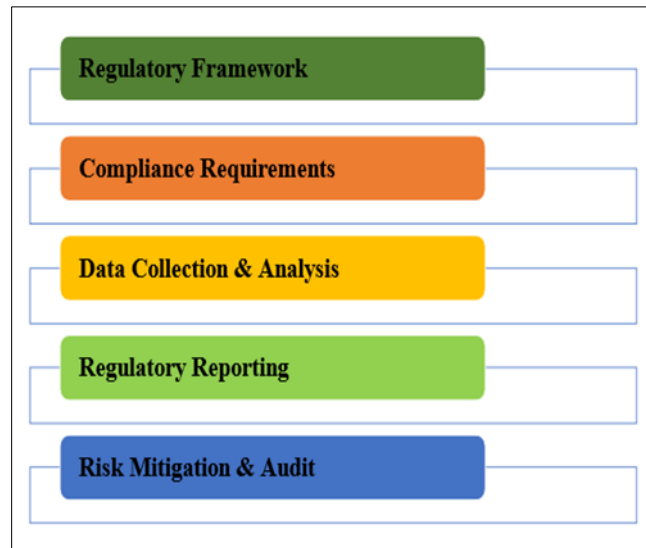 Regulatory Framework
Compliance Requirements
Data Collection & Analysis
Regulatory Reporting
Risk Mitigation & Audit